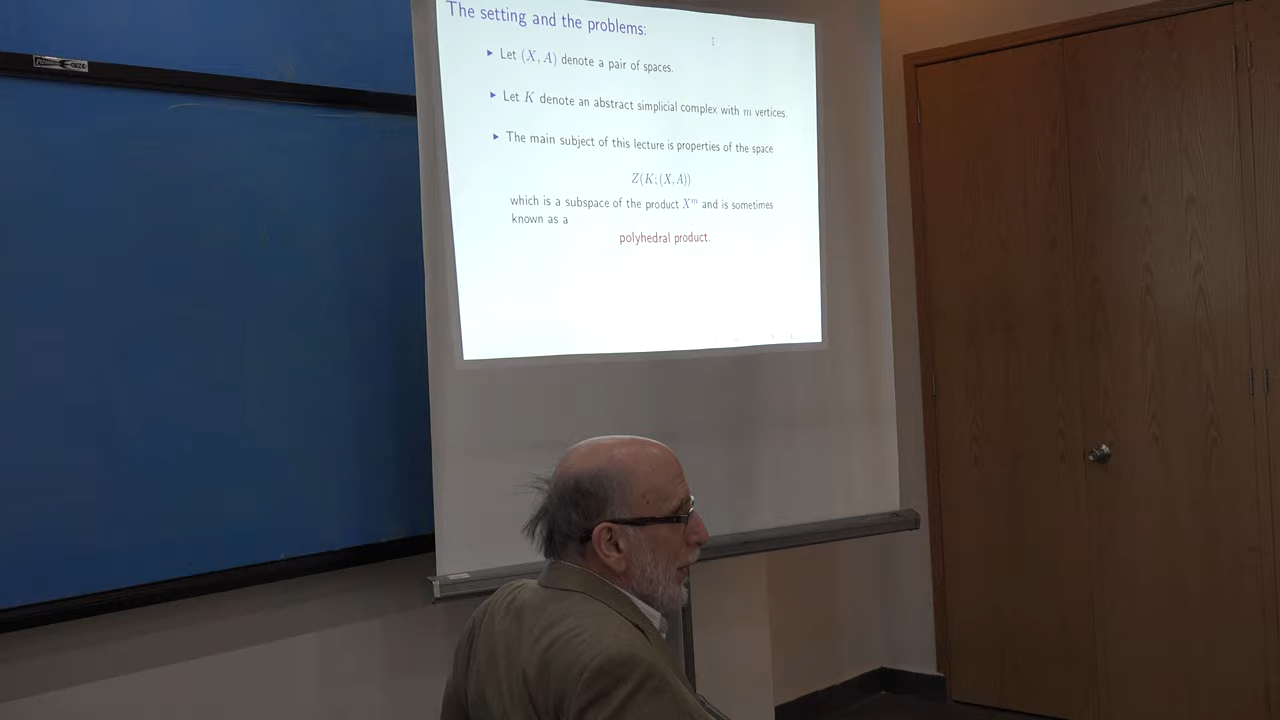 The setting and the problems:
▶ Let (X, A) denote a pair of spaces.
▶ Let K denote an abstract simplicial complex with m vertices.
▶ The main subject of this lecture is properties of the space
Z(K; (X, A))
which is a subspace of the product Xᵐ and is sometimes
known as a
polyhedral product.